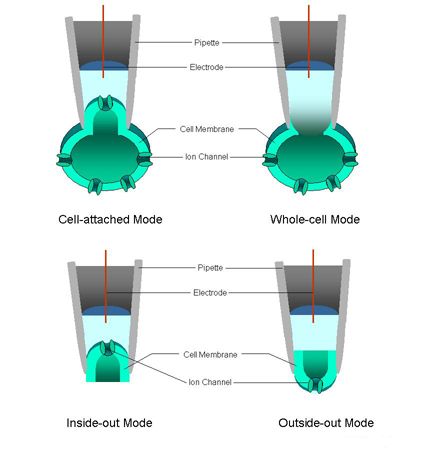 Pipette
Electrode
Cell Membrane
Ion Channel
Cell-attached Mode
Whole-cell Mode
Pipette
Electrode
Cell Membrane
Ion Channel
Inside-out Mode
Outside-out Mode